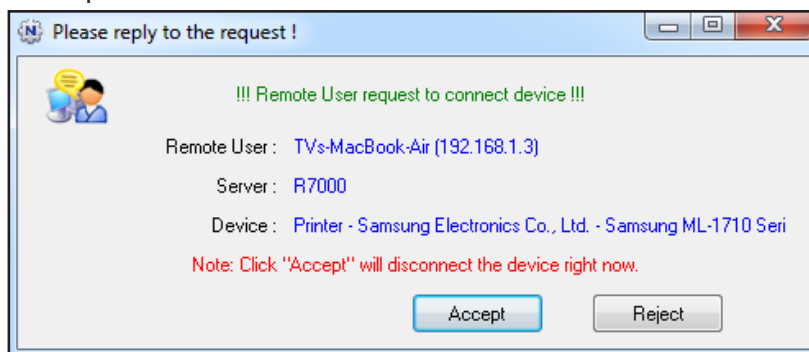 Please reply to the request !
!!! Remote User request to connect device !!!
Remote User : TVs-MacBook-Air (192.168.1.3)
Server : R7000
Device : Printer - Samsung Electronics Co., Ltd. - Samsung ML-1710 Seri
Note: Click "Accept" will disconnect the device right now.
Accept Reject